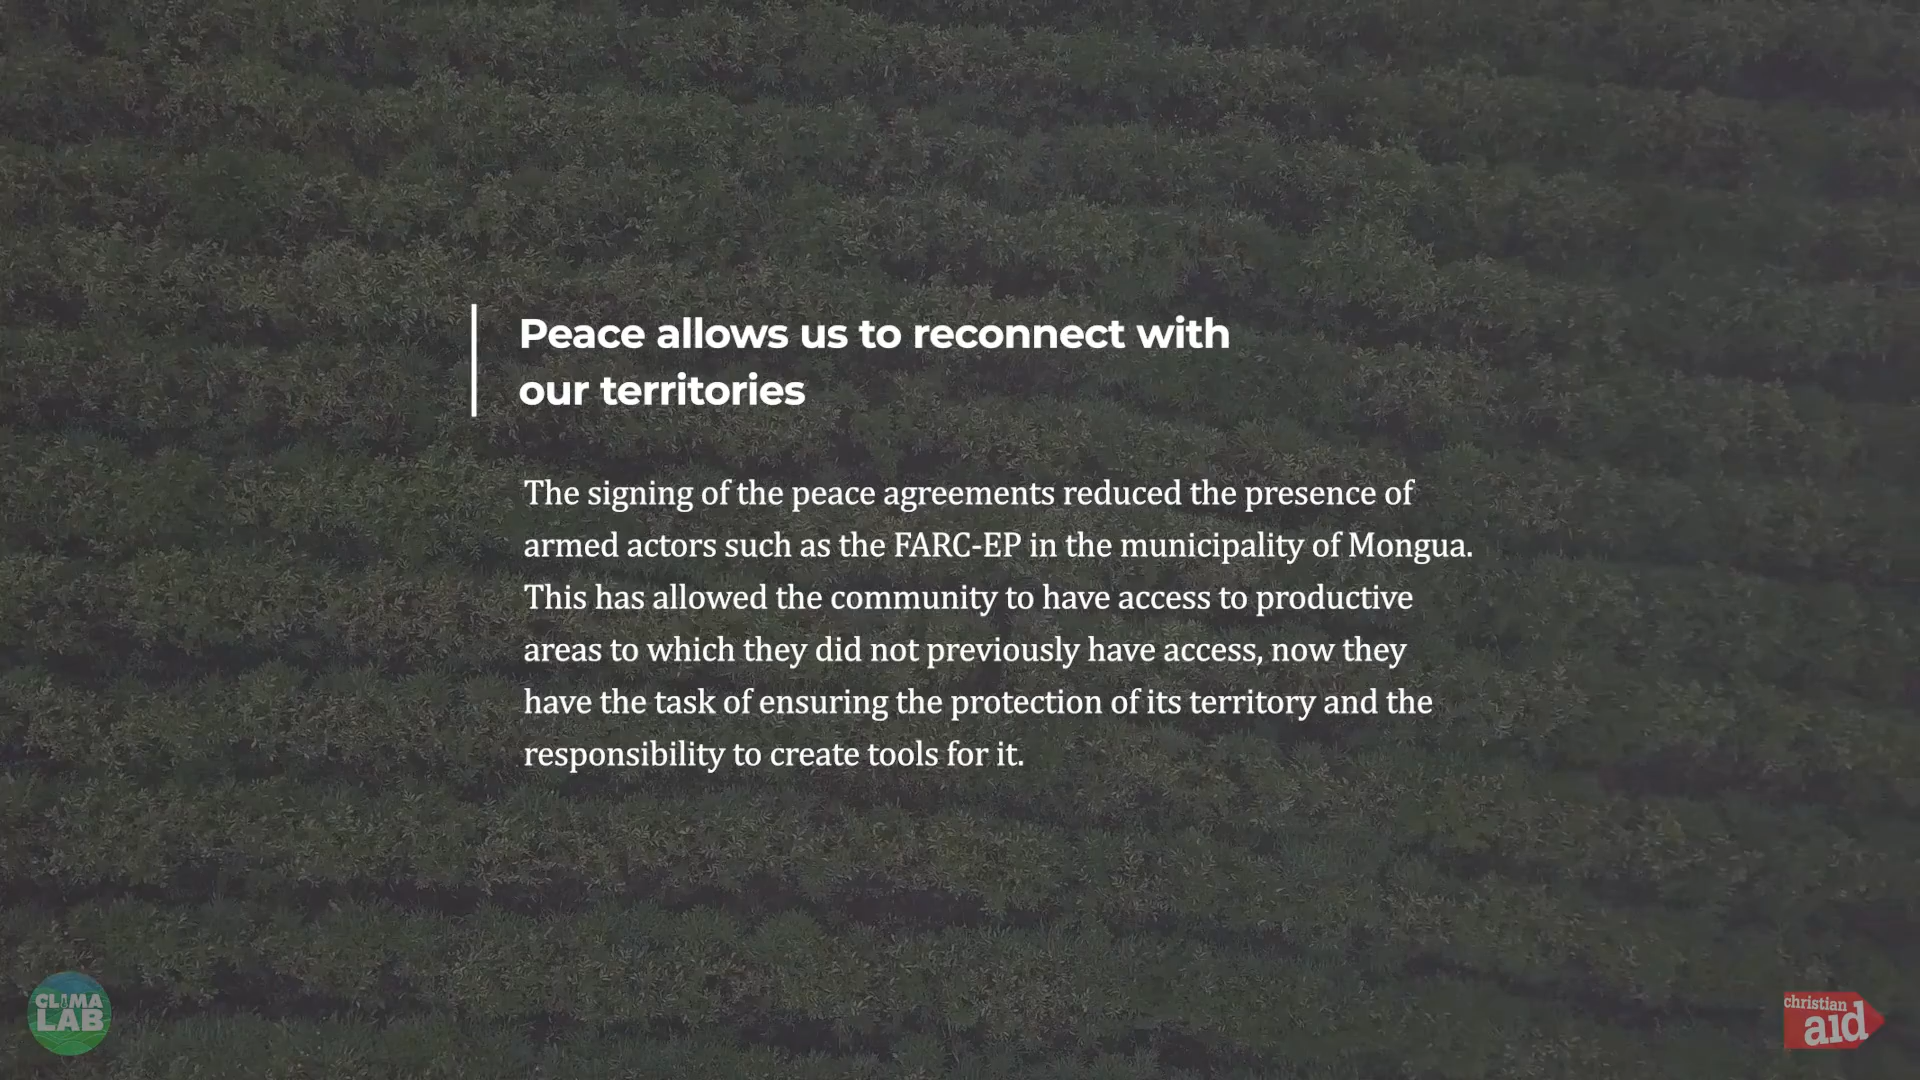 Peace allows us to reconnect with
our territories
The signing of the peace agreements reduced the presence of
armed actors such as the FARC-EP in the municipality of Mongua.
This has allowed the community to have access to productive
areas to which they did not previously have access, now they
have the task of ensuring the protection of its territory and the
responsibility to create tools for it.
CLIMA
LAB
christian
aid